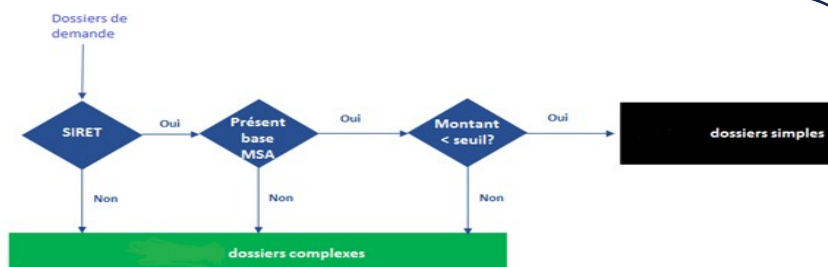 Dossiers de
demande
SIRET
Oui
Présent
base
MSA
Oui
Montant
< seuil?
Oui
dossiers simples
Non
Non
Non
dossiers complexes